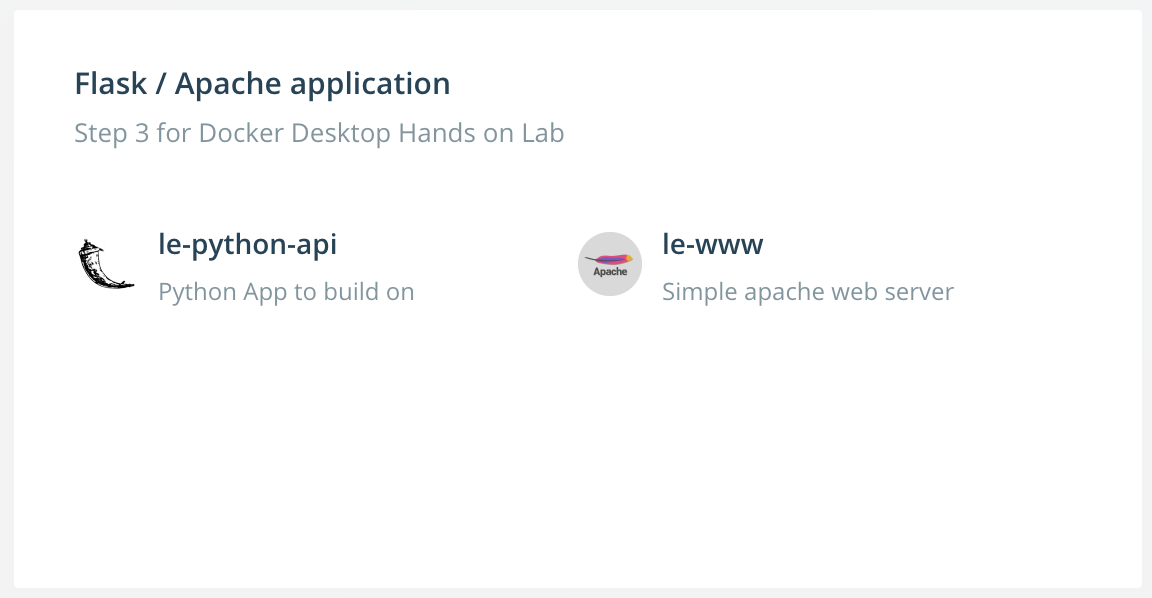 Flask / Apache application
Step 3 for Docker Desktop Hands on Lab
le-python-api
Python App to build on
Apache
le-www
Simple apache web server